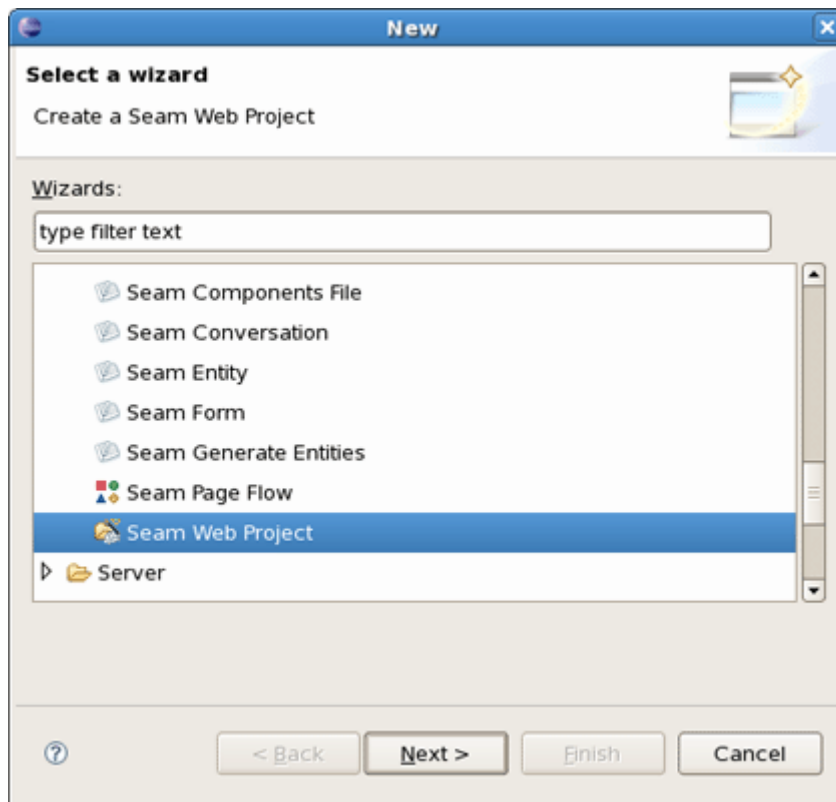 New
Select a wizard
Create a Seam Web Project
Wizards:
type filter text
Seam Components File
Seam Conversation
Seam Entity
Seam Form
Seam Generate Entities
Seam Page Flow
Seam Web Project
Server
? < Back Next > Finish Cancel